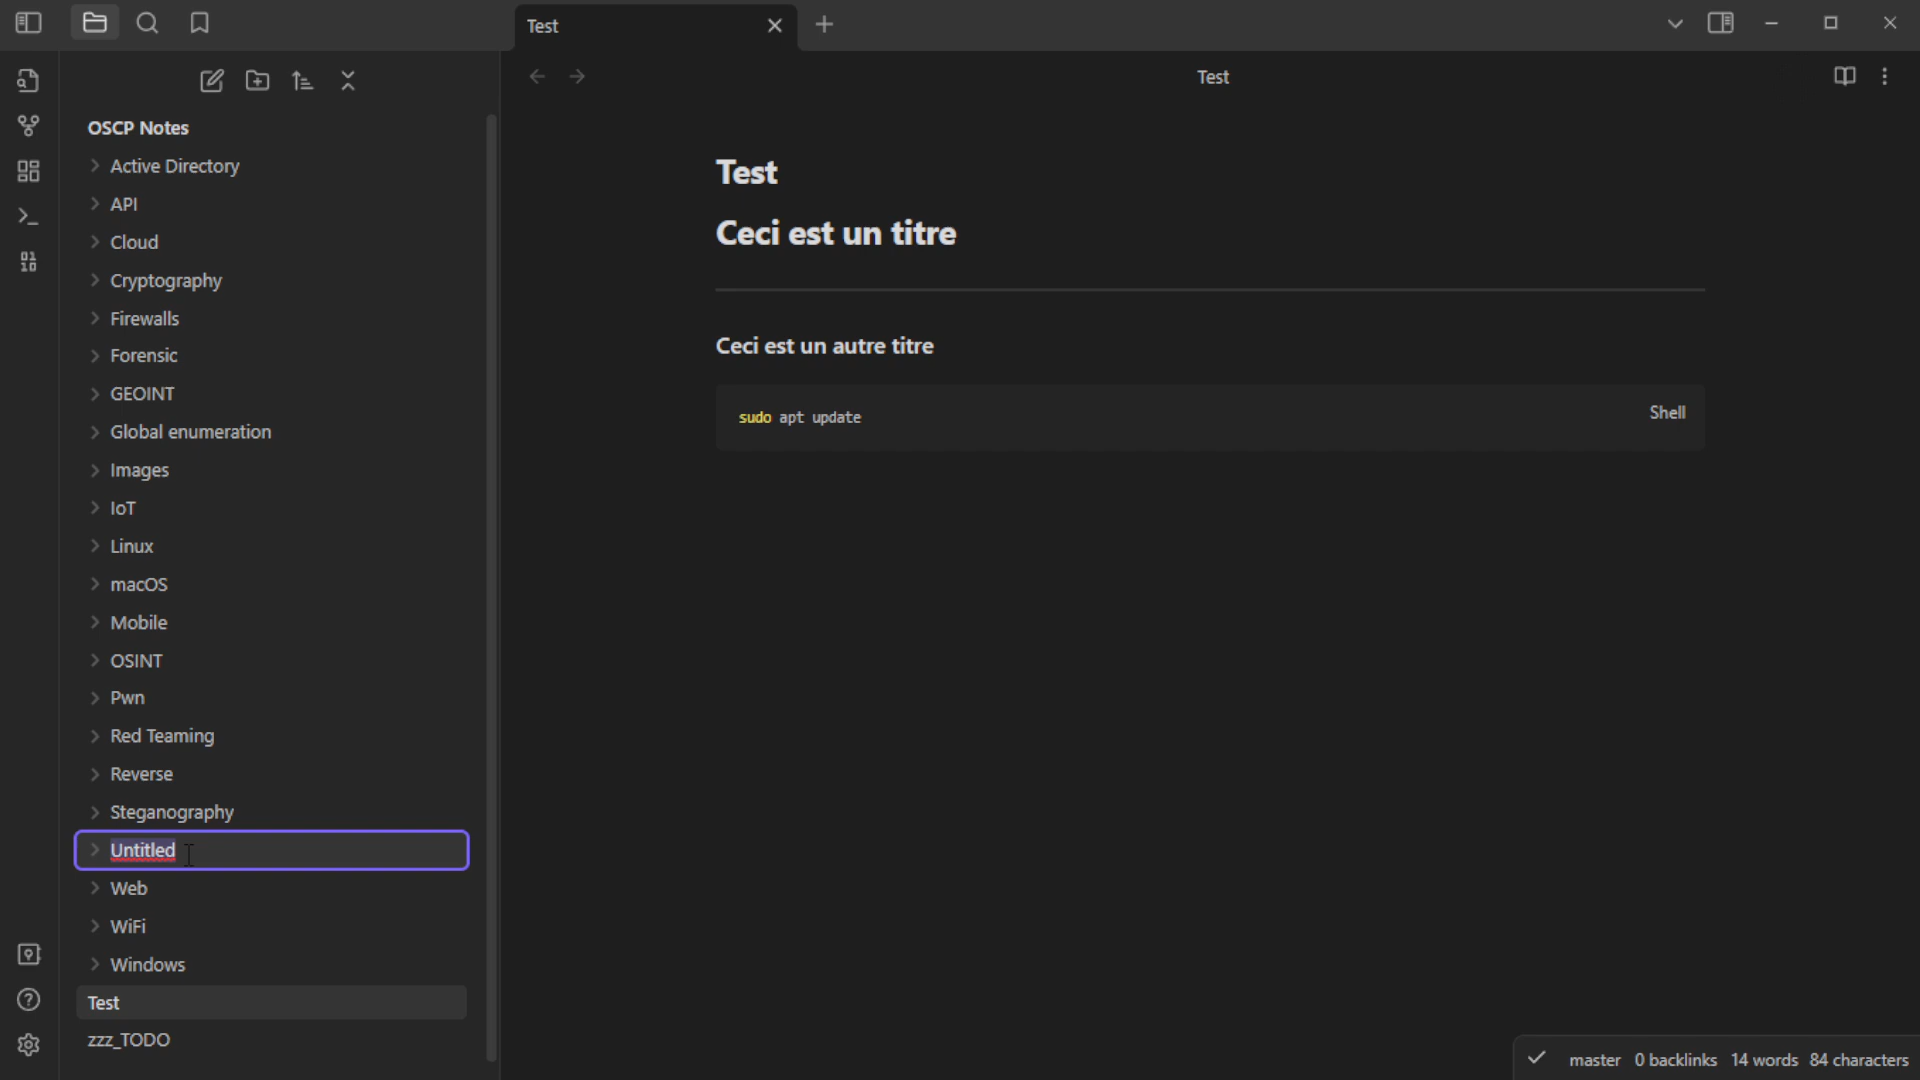 Test
Test
OSCP Notes
Active Directory
API
Cloud
Cryptography
Firewalls
Forensic
GEOINT
Global enumeration
Images
IoT
Linux
macOS
Mobile
OSINT
Pwn
Red Teaming
Reverse
Steganography
Untitled
Web
WiFi
Windows
Test
zzz_TODO
Test
Ceci est un titre
Ceci est un autre titre
sudo apt update
Shell
master 0 backlinks 14 words 84 characters